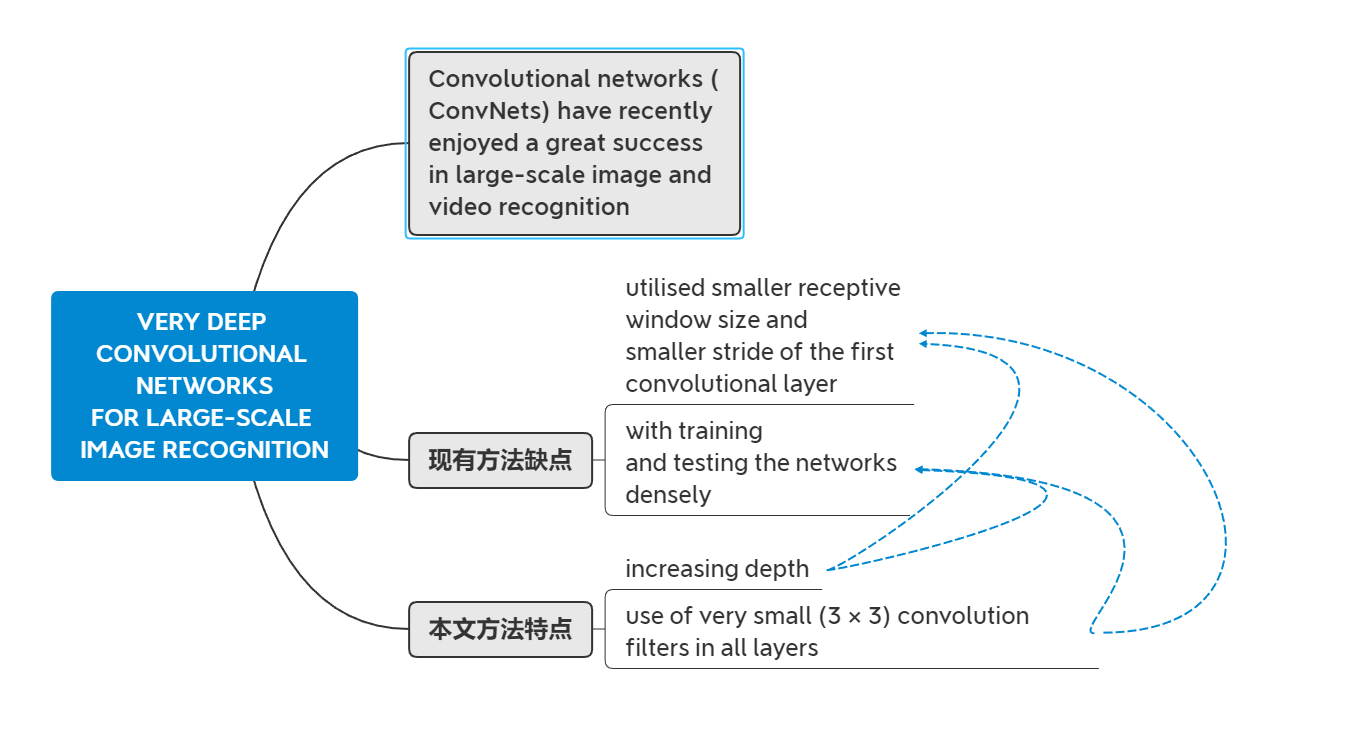 Convolutional networks (
ConvNets) have recently
enjoyed a great success
in large-scale image and
video recognition
VERY DEEP
CONVOLUTIONAL
NETWORKS
FOR LARGE-SCALE
IMAGE RECOGNITION
utilised smaller receptive
window size and
smaller stride of the first
convolutional layer
现有方法缺点
with training
and testing the networks
densely
increasing depth
本文方法特点
use of very small (3 × 3) convolution
filters in all layers